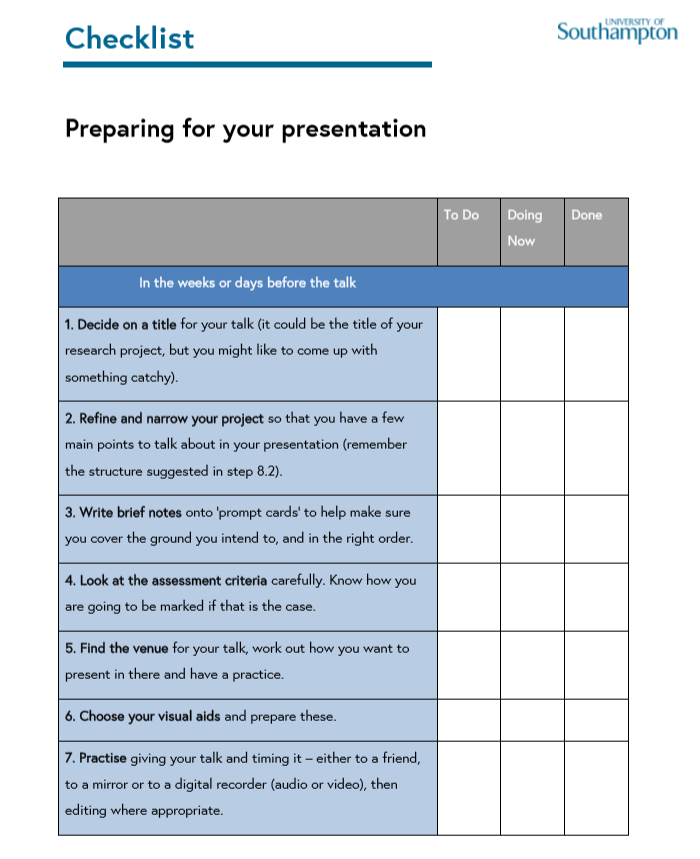 Checklist
UNIVERSITY OF
Southampton
Preparing for your presentation
To Do
Doing
Now
Done
In the weeks or days before the talk
1. Decide on a title for your talk (it could be the title of your
research project, but you might like to come up with
something catchy).
2. Refine and narrow your project so that you have a few
main points to talk about in your presentation (remember
the structure suggested in step 8.2).
3. Write brief notes onto 'prompt cards' to help make sure
you cover the ground you intend to, and in the right order.
4. Look at the assessment criteria carefully. Know how you
are going to be marked if that is the case.
5. Find the venue for your talk, work out how you want to
present in there and have a practice.
6. Choose your visual aids and prepare these.
7. Practise giving your talk and timing it – either to a friend,
to a mirror or to a digital recorder (audio or video), then
editing where appropriate.